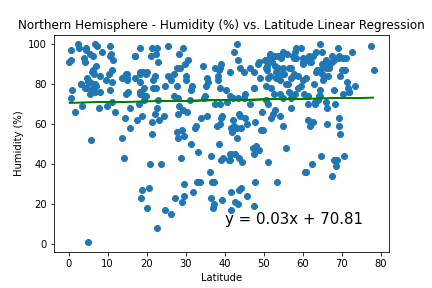 Northern Hemisphere - Humidity (%) vs. Latitude Linear Regression
100
80
60
40
20
0
Humidity (%)
y = 0.03x + 70.81
0 10 20 30 40 50 60 70 80
Latitude